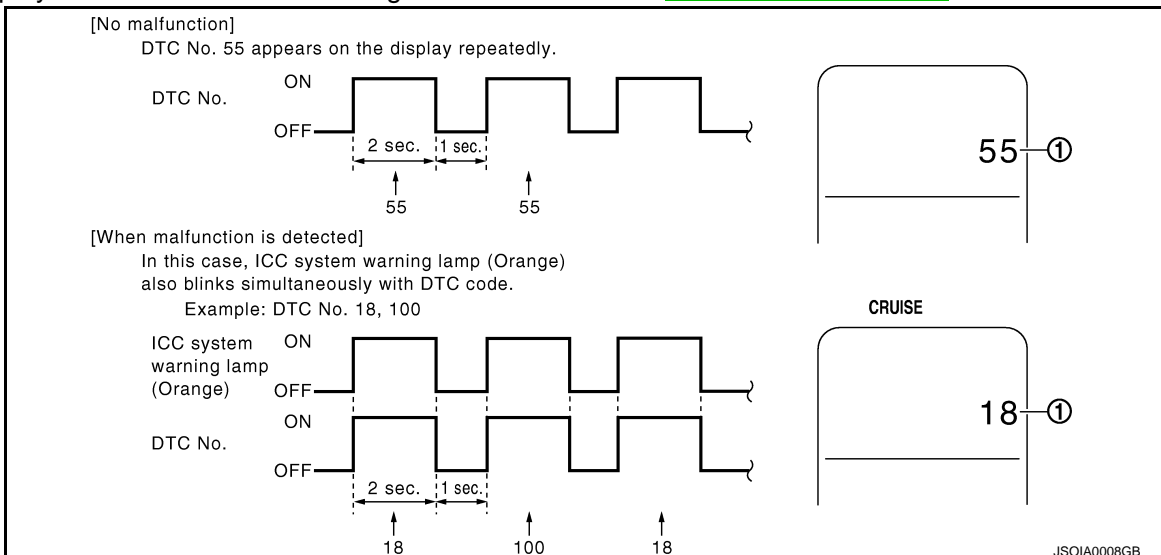 [No malfunction]
DTC No. 55 appears on the display repeatedly.
ON
DTC No.
OFF
2 sec.
1 sec.
55
55
55
1
[When malfunction is detected]
In this case, ICC system warning lamp (Orange)
also blinks simultaneously with DTC code.
Example: DTC No. 18, 100
CRUISE
ICC system
warning lamp
(Orange)
ON
OFF
ON
DTC No.
OFF
2 sec.
1 sec.
18
100
18
18
1
JSOIA0008GB